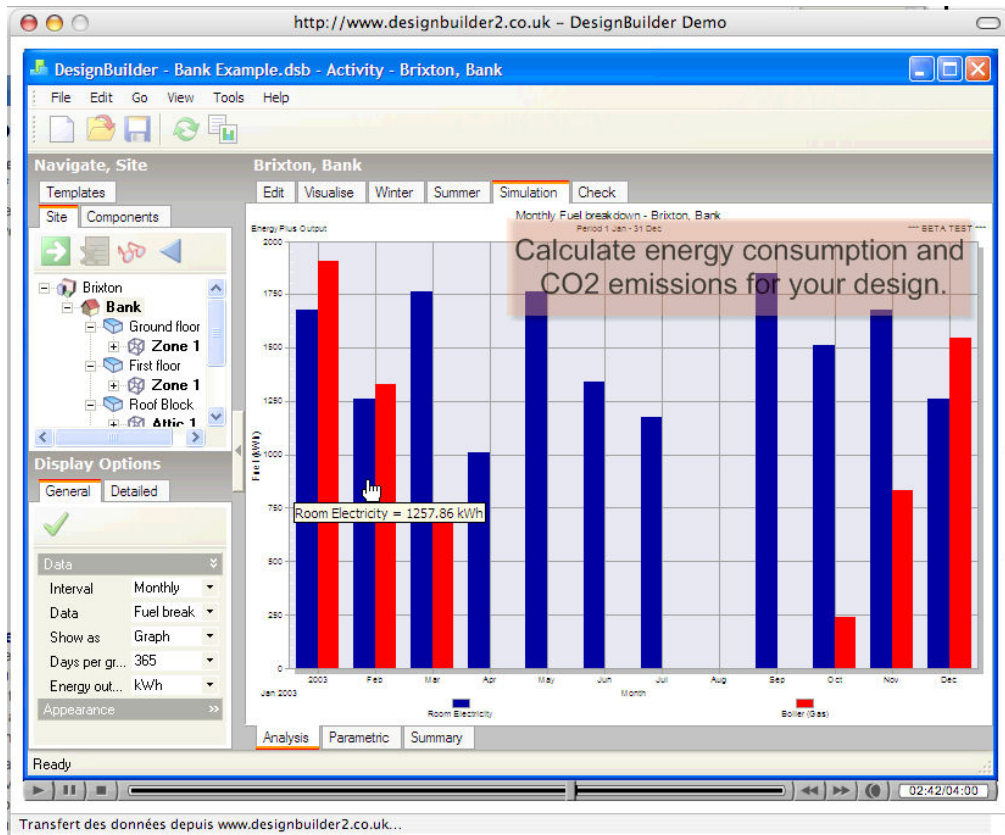 http://www.designbuilder2.co.uk – DesignBuilder Demo
DesignBuilder - Bank Example.dsb - Activity - Brixton, Bank
File Edit Go View Tools Help
Navigate, Site
Templates
Site Components
Brixton
Bank
Ground floor
Zone 1
First floor
Zone 1
Roof Block
Attic 1
Display Options
General Detailed
Data
Interval Monthly
Data Fuel break
Show as Graph
Days per gr... 365
Energy out... kWh
Appearance
Brixton, Bank
Edit Visualise Winter Summer Simulation Check
Monthly Fuel breakdown - Brixton, Bank
Energy Plus Output Period 1 Jan - 31 Dec *** BETA TEST ***
Calculate energy consumption and
CO2 emissions for your design.
2000
1750
1500
1250
1000
750
500
250
0
Fuel (kWh)
Room Electricity = 1257.86 kWh
2003 Feb Mar Apr May Jun Jul Aug Sep Oct Nov Dec
Jan 2003 Month
Room Electricity Boiler (Gas)
Analysis Parametric Summary
Ready
02:42/04:00
Transfert des données depuis www.designbuilder2.co.uk...